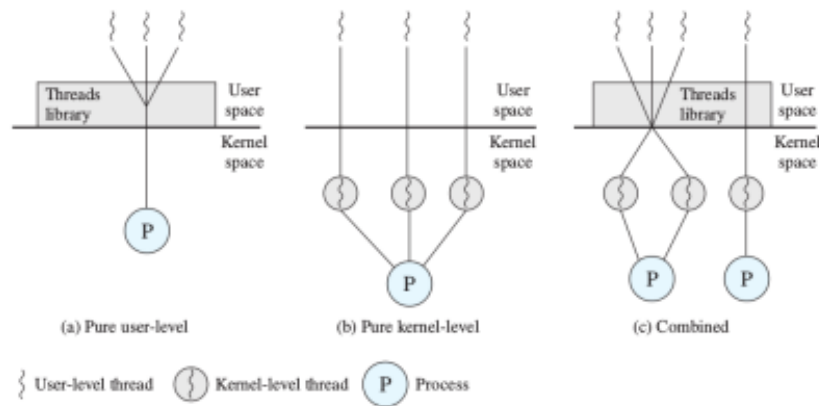 Threads
library
User
space
Kernel
space
P
(a) Pure user-level
User
space
Kernel
space
P
(b) Pure kernel-level
Threads
library
User
space
Kernel
space
P
P
(c) Combined
User-level thread
Kernel-level thread
P
Process